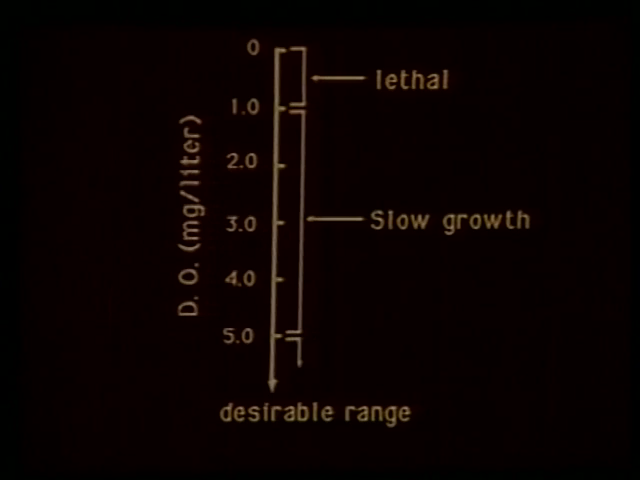 0
lethal
1.0
2.0
D. O. (mg/liter)
3.0
Slow growth
4.0
5.0
desirable range